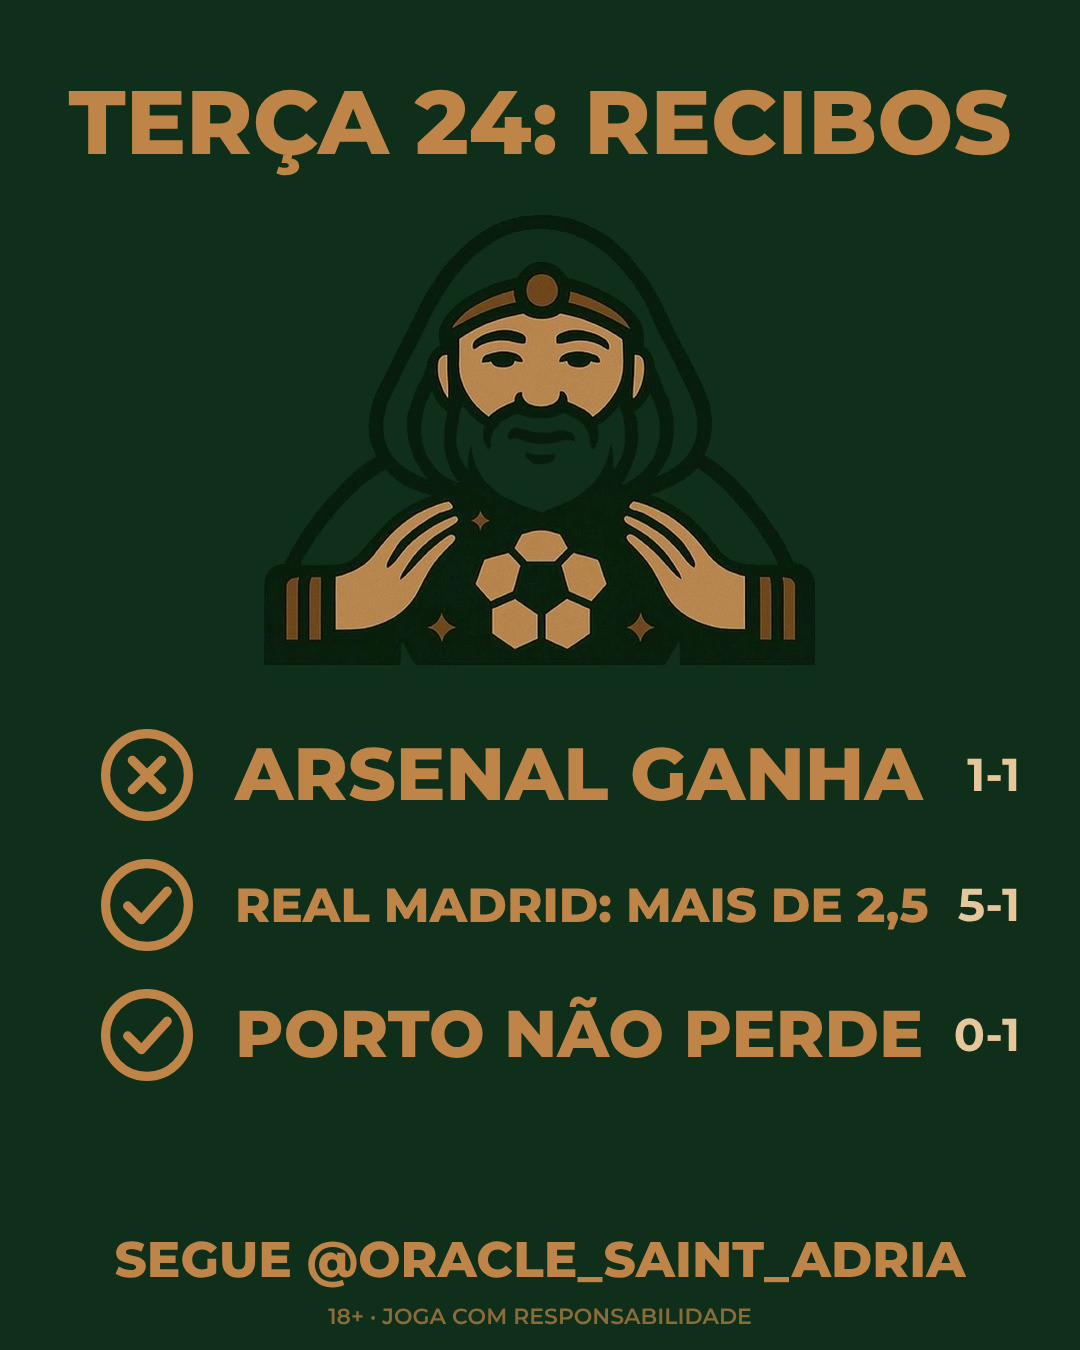 TERÇA 24: RECIBOS
ARSENAL GANHA 1-1
REAL MADRID: MAIS DE 2,5 5-1
PORTO NÃO PERDE 0-1
SEGUE @ORACLE_SAINT_ADRIA
18+ · JOGA COM RESPONSABILIDADE